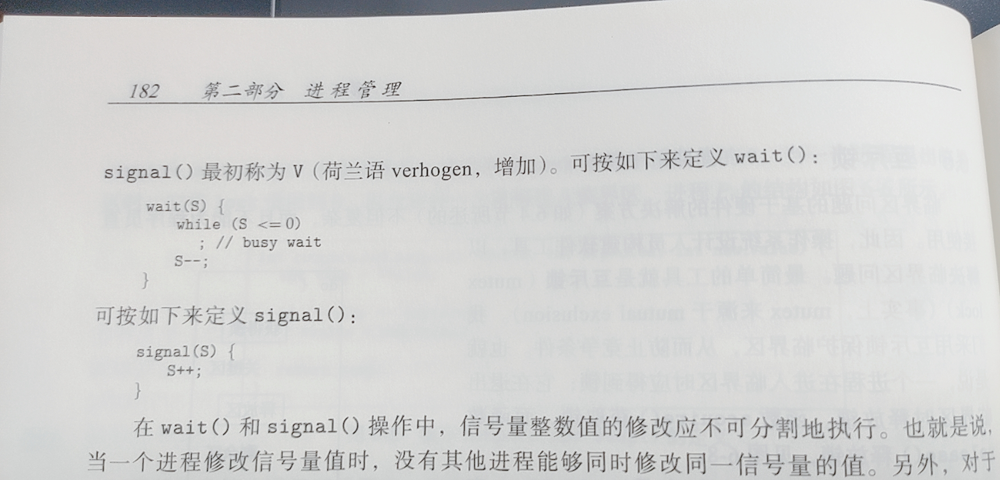 182 第二部分 进程管理
signal() 最初称为 V（荷兰语 verhogen，增加）。可按如下来定义 wait()：
wait(S) {
while (S <= 0)
; // busy wait
S--;
}
可按如下来定义 signal()：
signal(S) {
S++;
}
在 wait() 和 signal() 操作中，信号量整数值的修改应不可分割地执行。也就是说，
当一个进程修改信号量值时，没有其他进程能够同时修改同一信号量的值。另外，对于